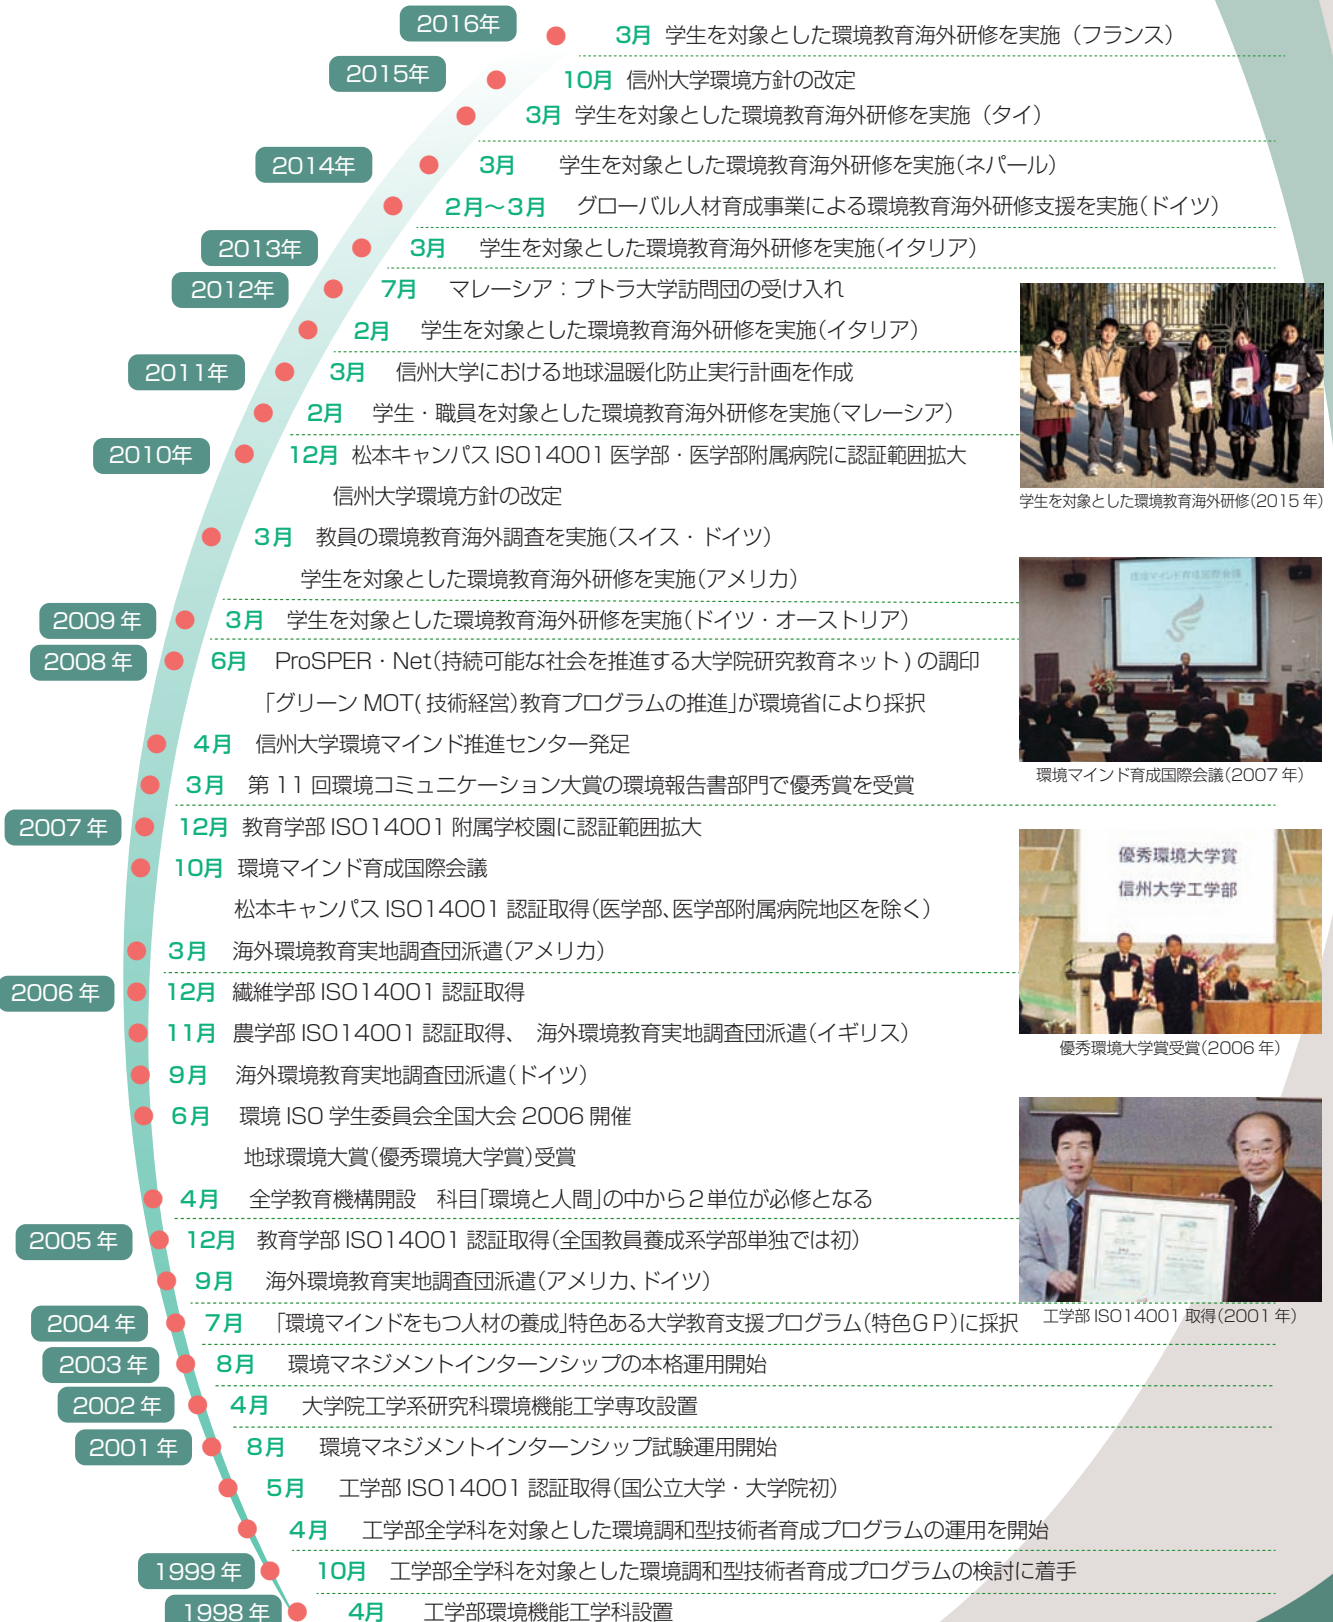 2016年
3月 学生を対象とした環境教育海外研修を実施（フランス）
2015年
10月 信州大学環境方針の改定
3月 学生を対象とした環境教育海外研修を実施（タイ）
2014年
3月 学生を対象とした環境教育海外研修を実施（ネパール）
2月～3月 グローバル人材育成事業による環境教育海外研修支援を実施（ドイツ）
2013年
3月 学生を対象とした環境教育海外研修を実施（イタリア）
2012年
7月 マレーシア：プトラ大学訪問団の受け入れ
2月 学生を対象とした環境教育海外研修を実施（イタリア）
2011年
3月 信州大学における地球温暖化防止実行計画を作成
2月 学生・職員を対象とした環境教育海外研修を実施（マレーシア）
2010年
12月 松本キャンパス ISO14001 医学部・医学部附属病院に認証範囲拡大
信州大学環境方針の改定
3月 教員の環境教育海外調査を実施（スイス・ドイツ）
学生を対象とした環境教育海外研修を実施（アメリカ）
2009年
3月 学生を対象とした環境教育海外研修を実施（ドイツ・オーストリア）
2008年
6月 ProSPER・Net（持続可能な社会を推進する大学院研究教育ネット）の調印
「グリーン MOT（技術経営）教育プログラムの推進」が環境省により採択
4月 信州大学環境マインド推進センター発足
3月 第 11 回環境コミュニケーション大賞の環境報告書部門で優秀賞を受賞
2007年
12月 教育学部 ISO14001 附属学校園に認証範囲拡大
10月 環境マインド育成国際会議
松本キャンパス ISO14001 認証取得（医学部、医学部附属病院地区を除く）
3月 海外環境教育実地調査団派遣（アメリカ）
2006年
12月 繊維学部 ISO14001 認証取得
11月 農学部 ISO14001 認証取得、 海外環境教育実地調査団派遣（イギリス）
9月 海外環境教育実地調査団派遣（ドイツ）
6月 環境 ISO 学生委員会全国大会 2006 開催
地球環境大賞（優秀環境大学賞）受賞
4月 全学教育機構開設 科目「環境と人間」の中から2単位が必修となる
2005年
12月 教育学部 ISO14001 認証取得（全国教員養成系学部単独では初）
9月 海外環境教育実地調査団派遣（アメリカ、ドイツ）
2004年
7月 「環境マインドをもつ人材の養成」特色ある大学教育支援プログラム（特色ＧＰ）に採択
2003年
8月 環境マネジメントインターンシップの本格運用開始
2002年
4月 大学院工学系研究科環境機能工学専攻設置
2001年
8月 環境マネジメントインターンシップ試験運用開始
5月 工学部 ISO14001 認証取得（国公立大学・大学院初）
4月 工学部全学科を対象とした環境調和型技術者育成プログラムの運用を開始
1999年
10月 工学部全学科を対象とした環境調和型技術者育成プログラムの検討に着手
1998年
4月 工学部環境機能工学科設置
学生を対象とした環境教育海外研修（2015 年）
環境マインド育成国際会議
環境マインド育成国際会議（2007 年）
優秀環境大学賞
信州大学工学部
優秀環境大学賞受賞（2006 年）
工学部 ISO14001 取得（2001 年）